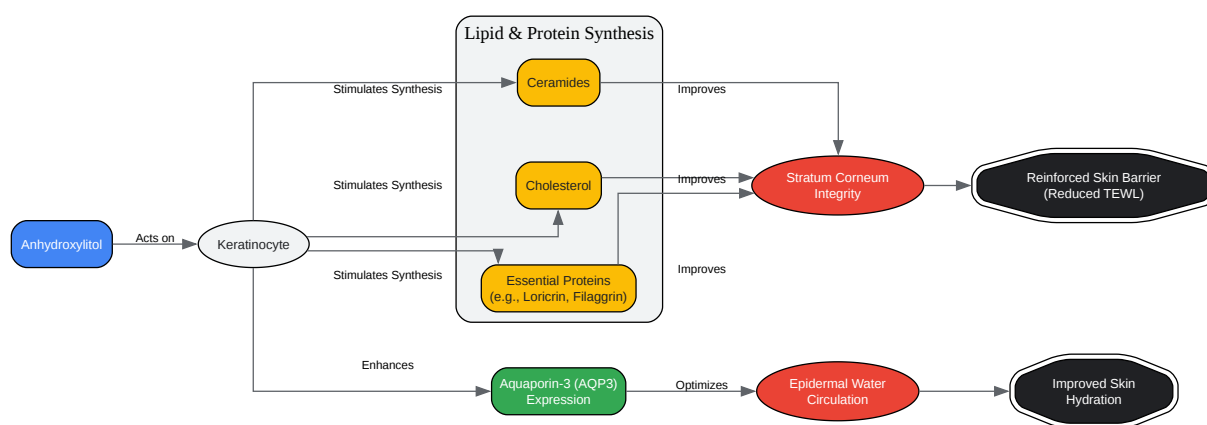 Lipid & Protein Synthesis
Ceramides
Stimulates Synthesis
Improves
Cholesterol
Stimulates Synthesis
Improves
Stratum Corneum
Integrity
Reinforced Skin Barrier
(Reduced TEWL)
Anhydroxylitol
Acts on
Keratinocyte
Stimulates Synthesis
Essential Proteins
(e.g., Loricrin, Filaggrin)
Improves
Enhances
Aquaporin-3 (AQP3)
Expression
Optimizes
Epidermal Water
Circulation
Improved Skin
Hydration